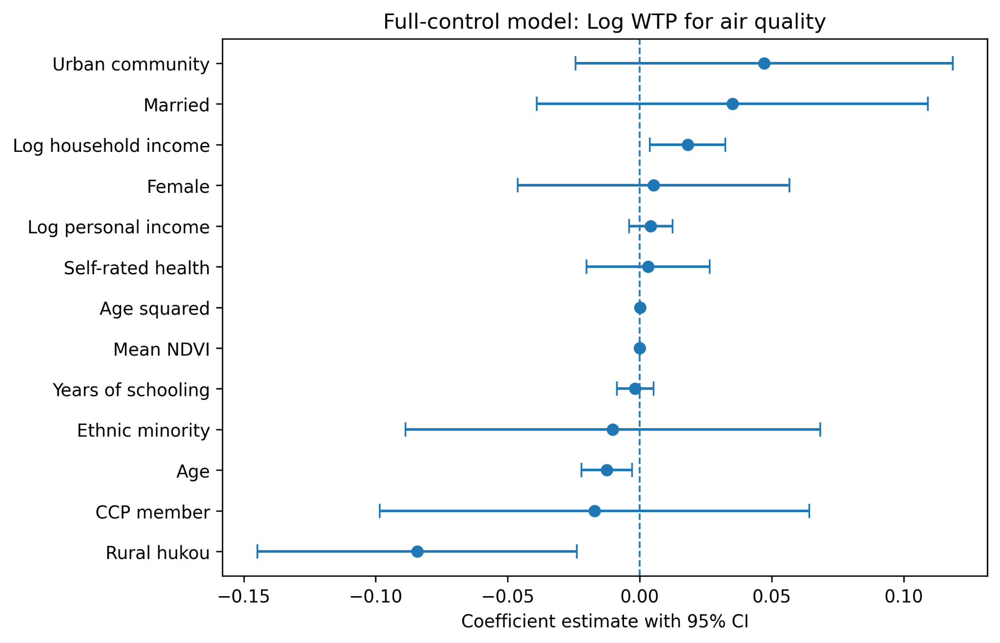 Full-control model: Log WTP for air quality
Urban community
Married
Log household income
Female
Log personal income
Self-rated health
Age squared
Mean NDVI
Years of schooling
Ethnic minority
Age
CCP member
Rural hukou
−0.15 −0.10 −0.05 0.00 0.05 0.10
Coefficient estimate with 95% CI